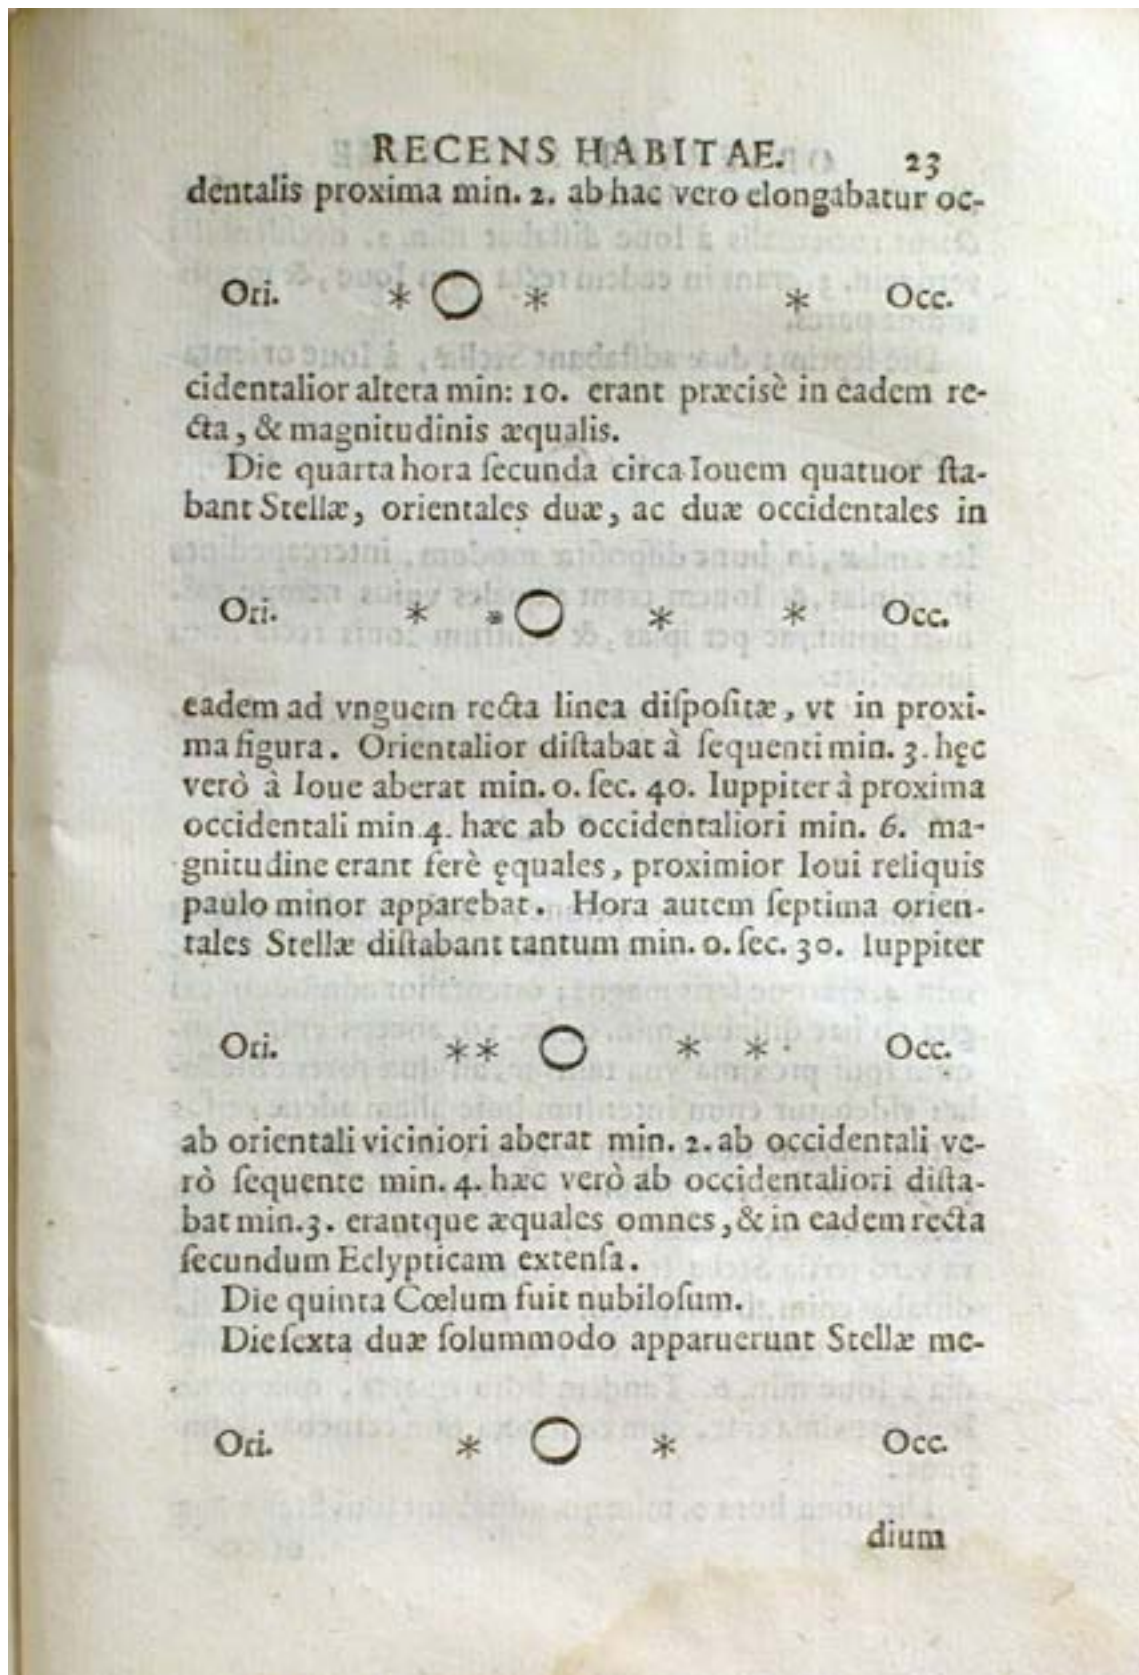 RECENS HABITAE. 23
dentalis proxima min. 2. ab hac vero elongabatur oc-
Ori. * O * * Occ.
cidentalior altera min: 10. erant præcisè in eadem re-
cta, & magnitudinis æqualis.
Die quarta hora ſecunda circa Iouem quatuor ſta-
bant Stellæ, orientales duæ, ac duæ occidentales in
Ori. * * O * * Occ.
eadem ad vnguem recta linea diſpoſitæ, vt in proxi-
ma figura. Orientalior diſtabat à ſequenti min. 3. hęc
verò à Ioue aberat min. 0. ſec. 40. Iuppiter à proxima
occidentali min. 4. hæc ab occidentaliori min. 6. ma-
gnitudine erant ferè ęquales, proximior Ioui reliquis
paulo minor apparebat. Hora autem ſeptima orien-
tales Stellæ diſtabant tantum min. 0. ſec. 30. Iuppiter
Ori. ** O * * Occ.
ab orientali viciniori aberat min. 2. ab occidentali ve-
rò ſequente min. 4. hæc verò ab occidentaliori diſta-
bat min. 3. erantque æquales omnes, & in eadem recta
ſecundum Eclypticam extenſa.
Die quinta Cœlum fuit nubiloſum.
Die ſexta duæ ſolummodo apparuerunt Stellæ me-
Ori. * O * Occ.
dium